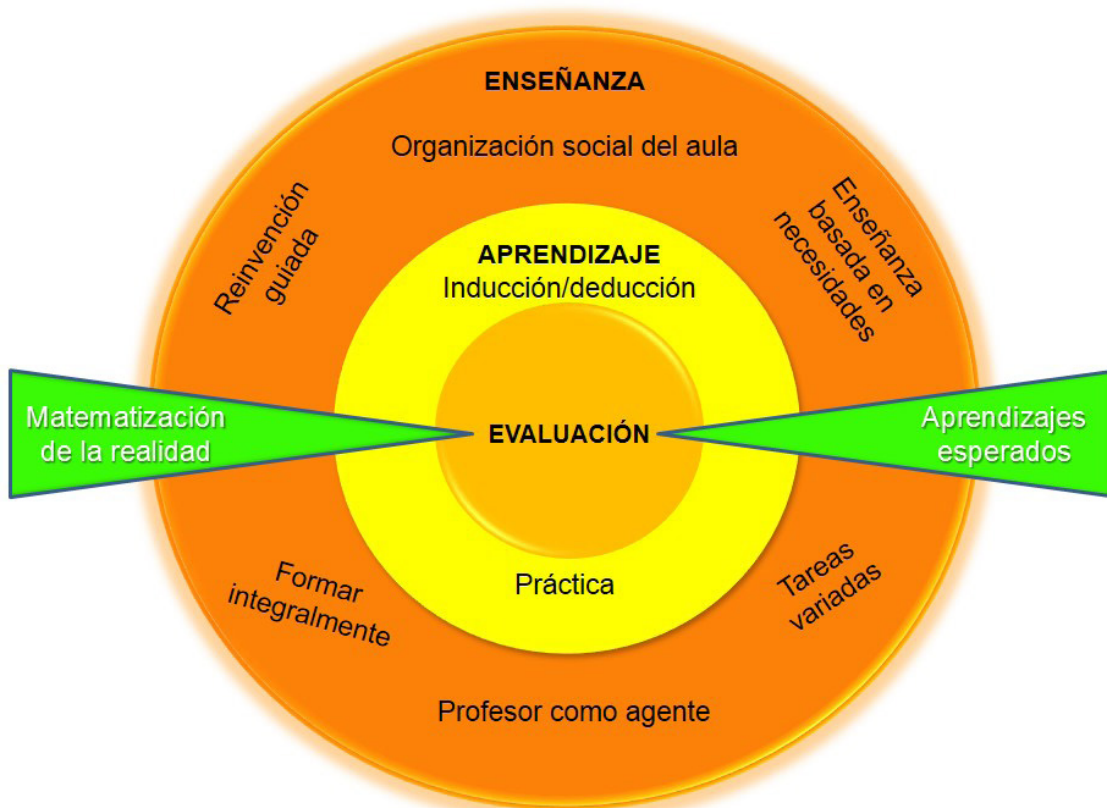 ENSEÑANZA
Organización social del aula
Reinvención
guiada
Enseñanza
basada en
necesidades
APRENDIZAJE
Inducción/deducción
Matematización
de la realidad
EVALUACIÓN
Aprendizajes
esperados
Formar
integralmente
Práctica
Tareas
variadas
Profesor como agente